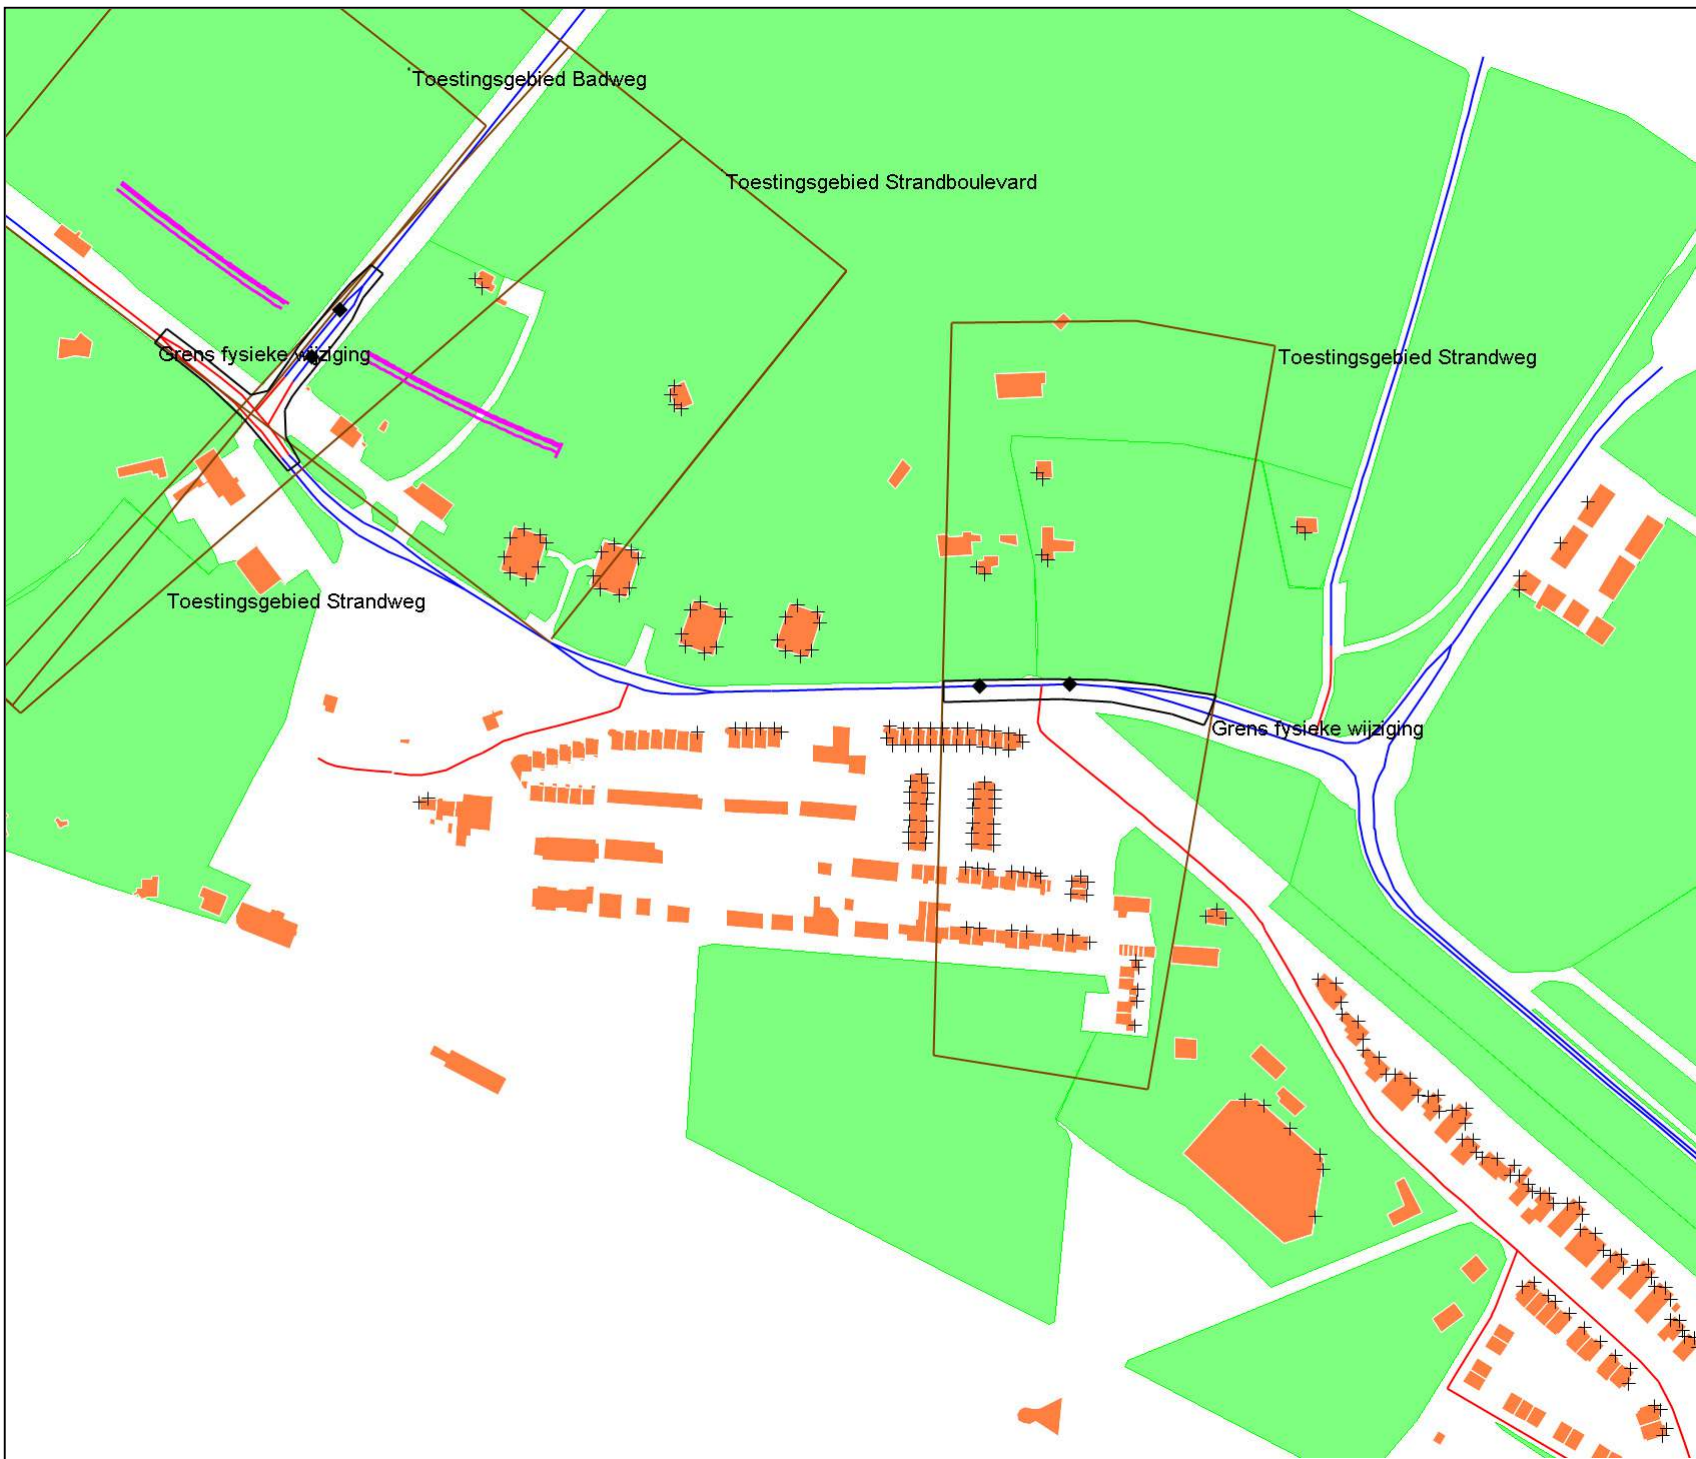 Toestingsgebied Badweg
Toestingsgebied Strandboulevard
Grens fysieke wijziging
Toestingsgebied Strandweg
Toestingsgebied Strandweg
Grens fysieke wijziging